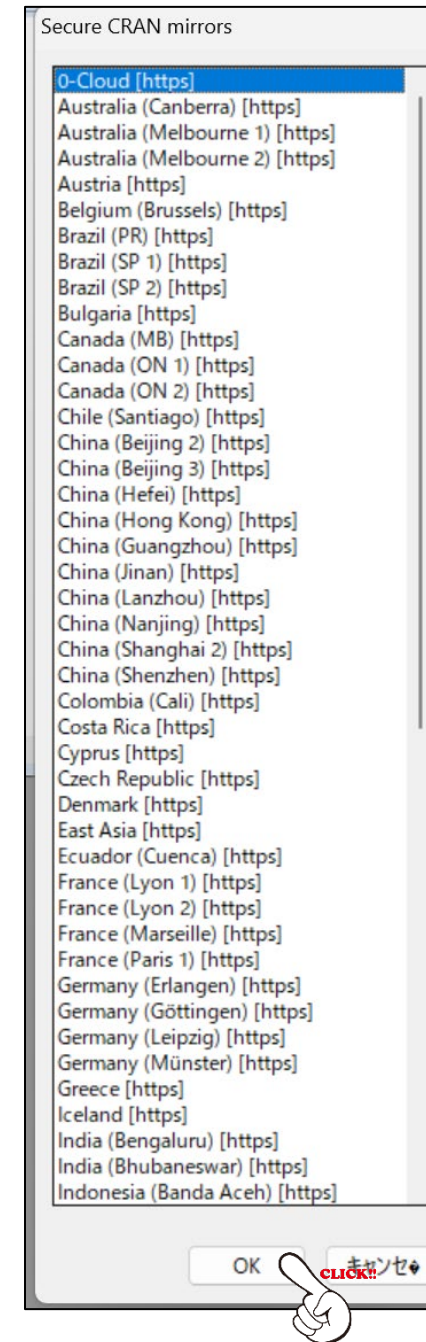 Secure CRAN mirrors
0-Cloud [https]
Australia (Canberra) [https]
Australia (Melbourne 1) [https]
Australia (Melbourne 2) [https]
Austria [https]
Belgium (Brussels) [https]
Brazil (PR) [https]
Brazil (SP 1) [https]
Brazil (SP 2) [https]
Bulgaria [https]
Canada (MB) [https]
Canada (ON 1) [https]
Canada (ON 2) [https]
Chile (Santiago) [https]
China (Beijing 2) [https]
China (Beijing 3) [https]
China (Hefei) [https]
China (Hong Kong) [https]
China (Guangzhou) [https]
China (Jinan) [https]
China (Lanzhou) [https]
China (Nanjing) [https]
China (Shanghai 2) [https]
China (Shenzhen) [https]
Colombia (Cali) [https]
Costa Rica [https]
Cyprus [https]
Czech Republic [https]
Denmark [https]
East Asia [https]
Ecuador (Cuenca) [https]
France (Lyon 1) [https]
France (Lyon 2) [https]
France (Marseille) [https]
France (Paris 1) [https]
Germany (Erlangen) [https]
Germany (Göttingen) [https]
Germany (Leipzig) [https]
Germany (Münster) [https]
Greece [https]
Iceland [https]
India (Bengaluru) [https]
India (Bhubaneswar) [https]
Indonesia (Banda Aceh) [https]
OK CLICK!! キャンセ�